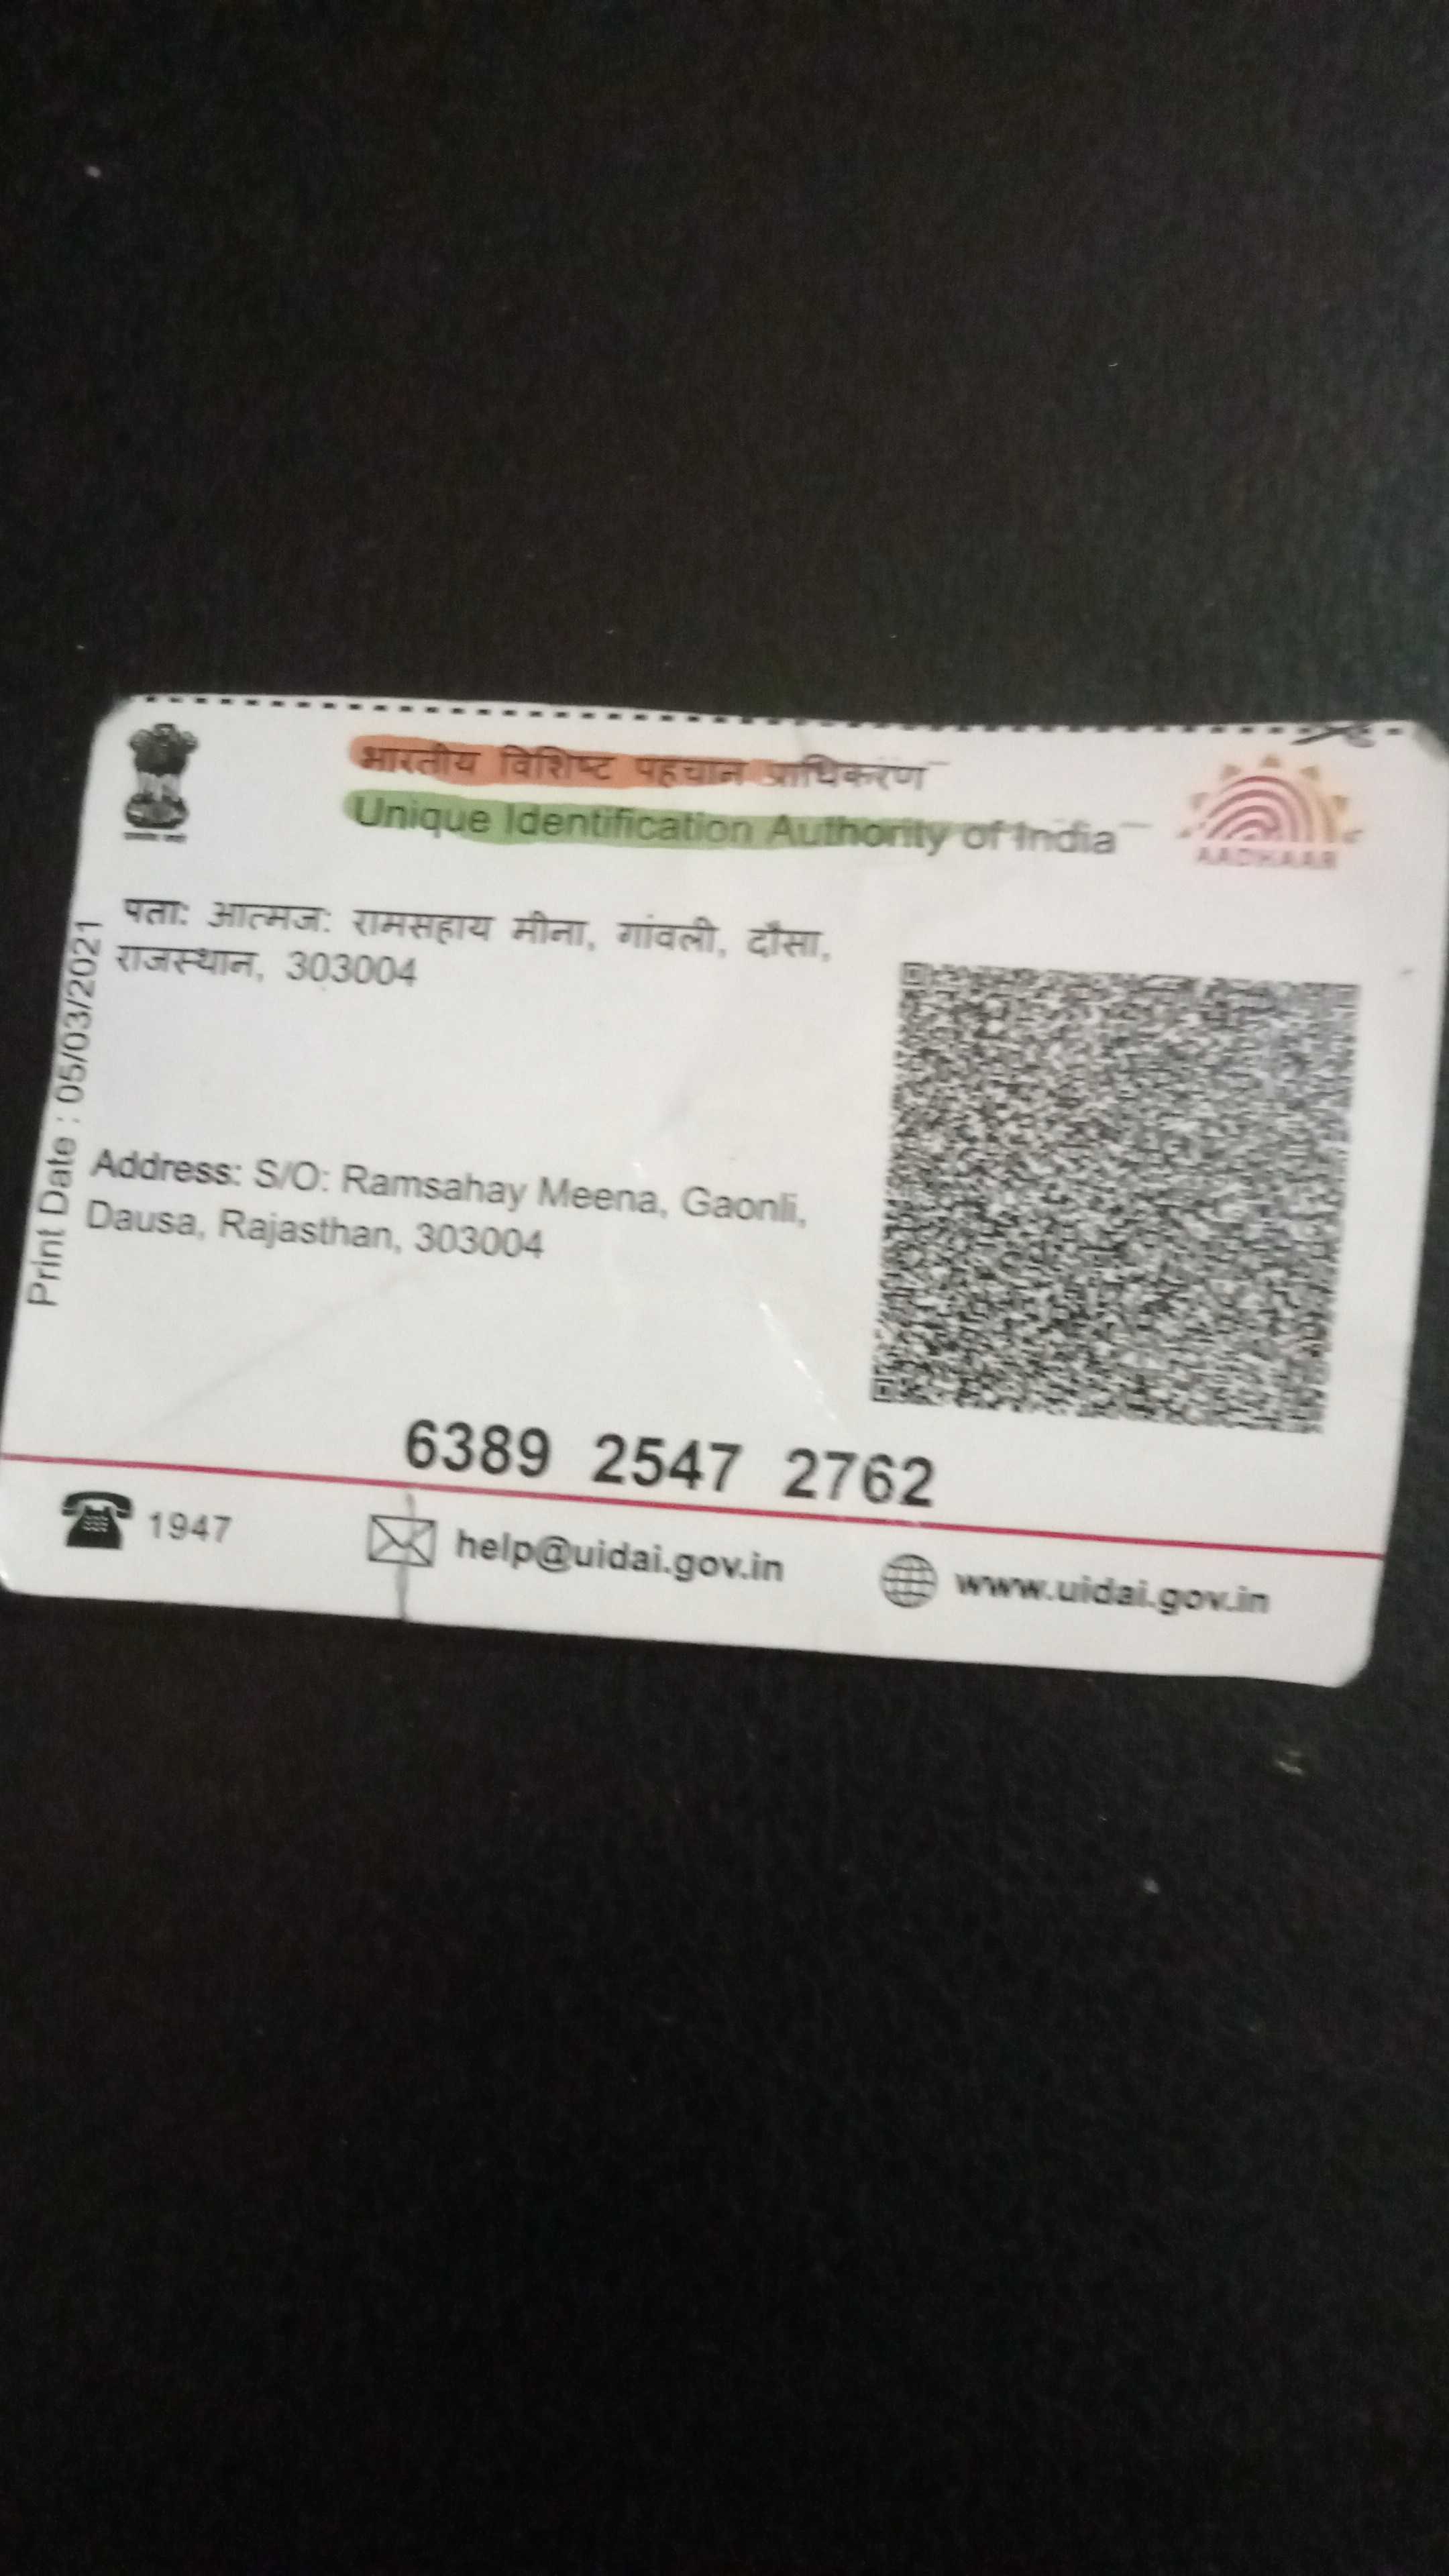 भारतीय विशिष्ट पहचान प्राधिकरण
Unique Identification Authority of India
AADHAAR
पता: आत्मज: रामसहाय मीना, गांवली, दौसा,
राजस्थान, 303004
Print Date : 05/03/2021
Address: S/O: Ramsahay Meena, Gaonli,
Dausa, Rajasthan, 303004
6389 2547 2762
1947
help@uidai.gov.in
www.uidai.gov.in